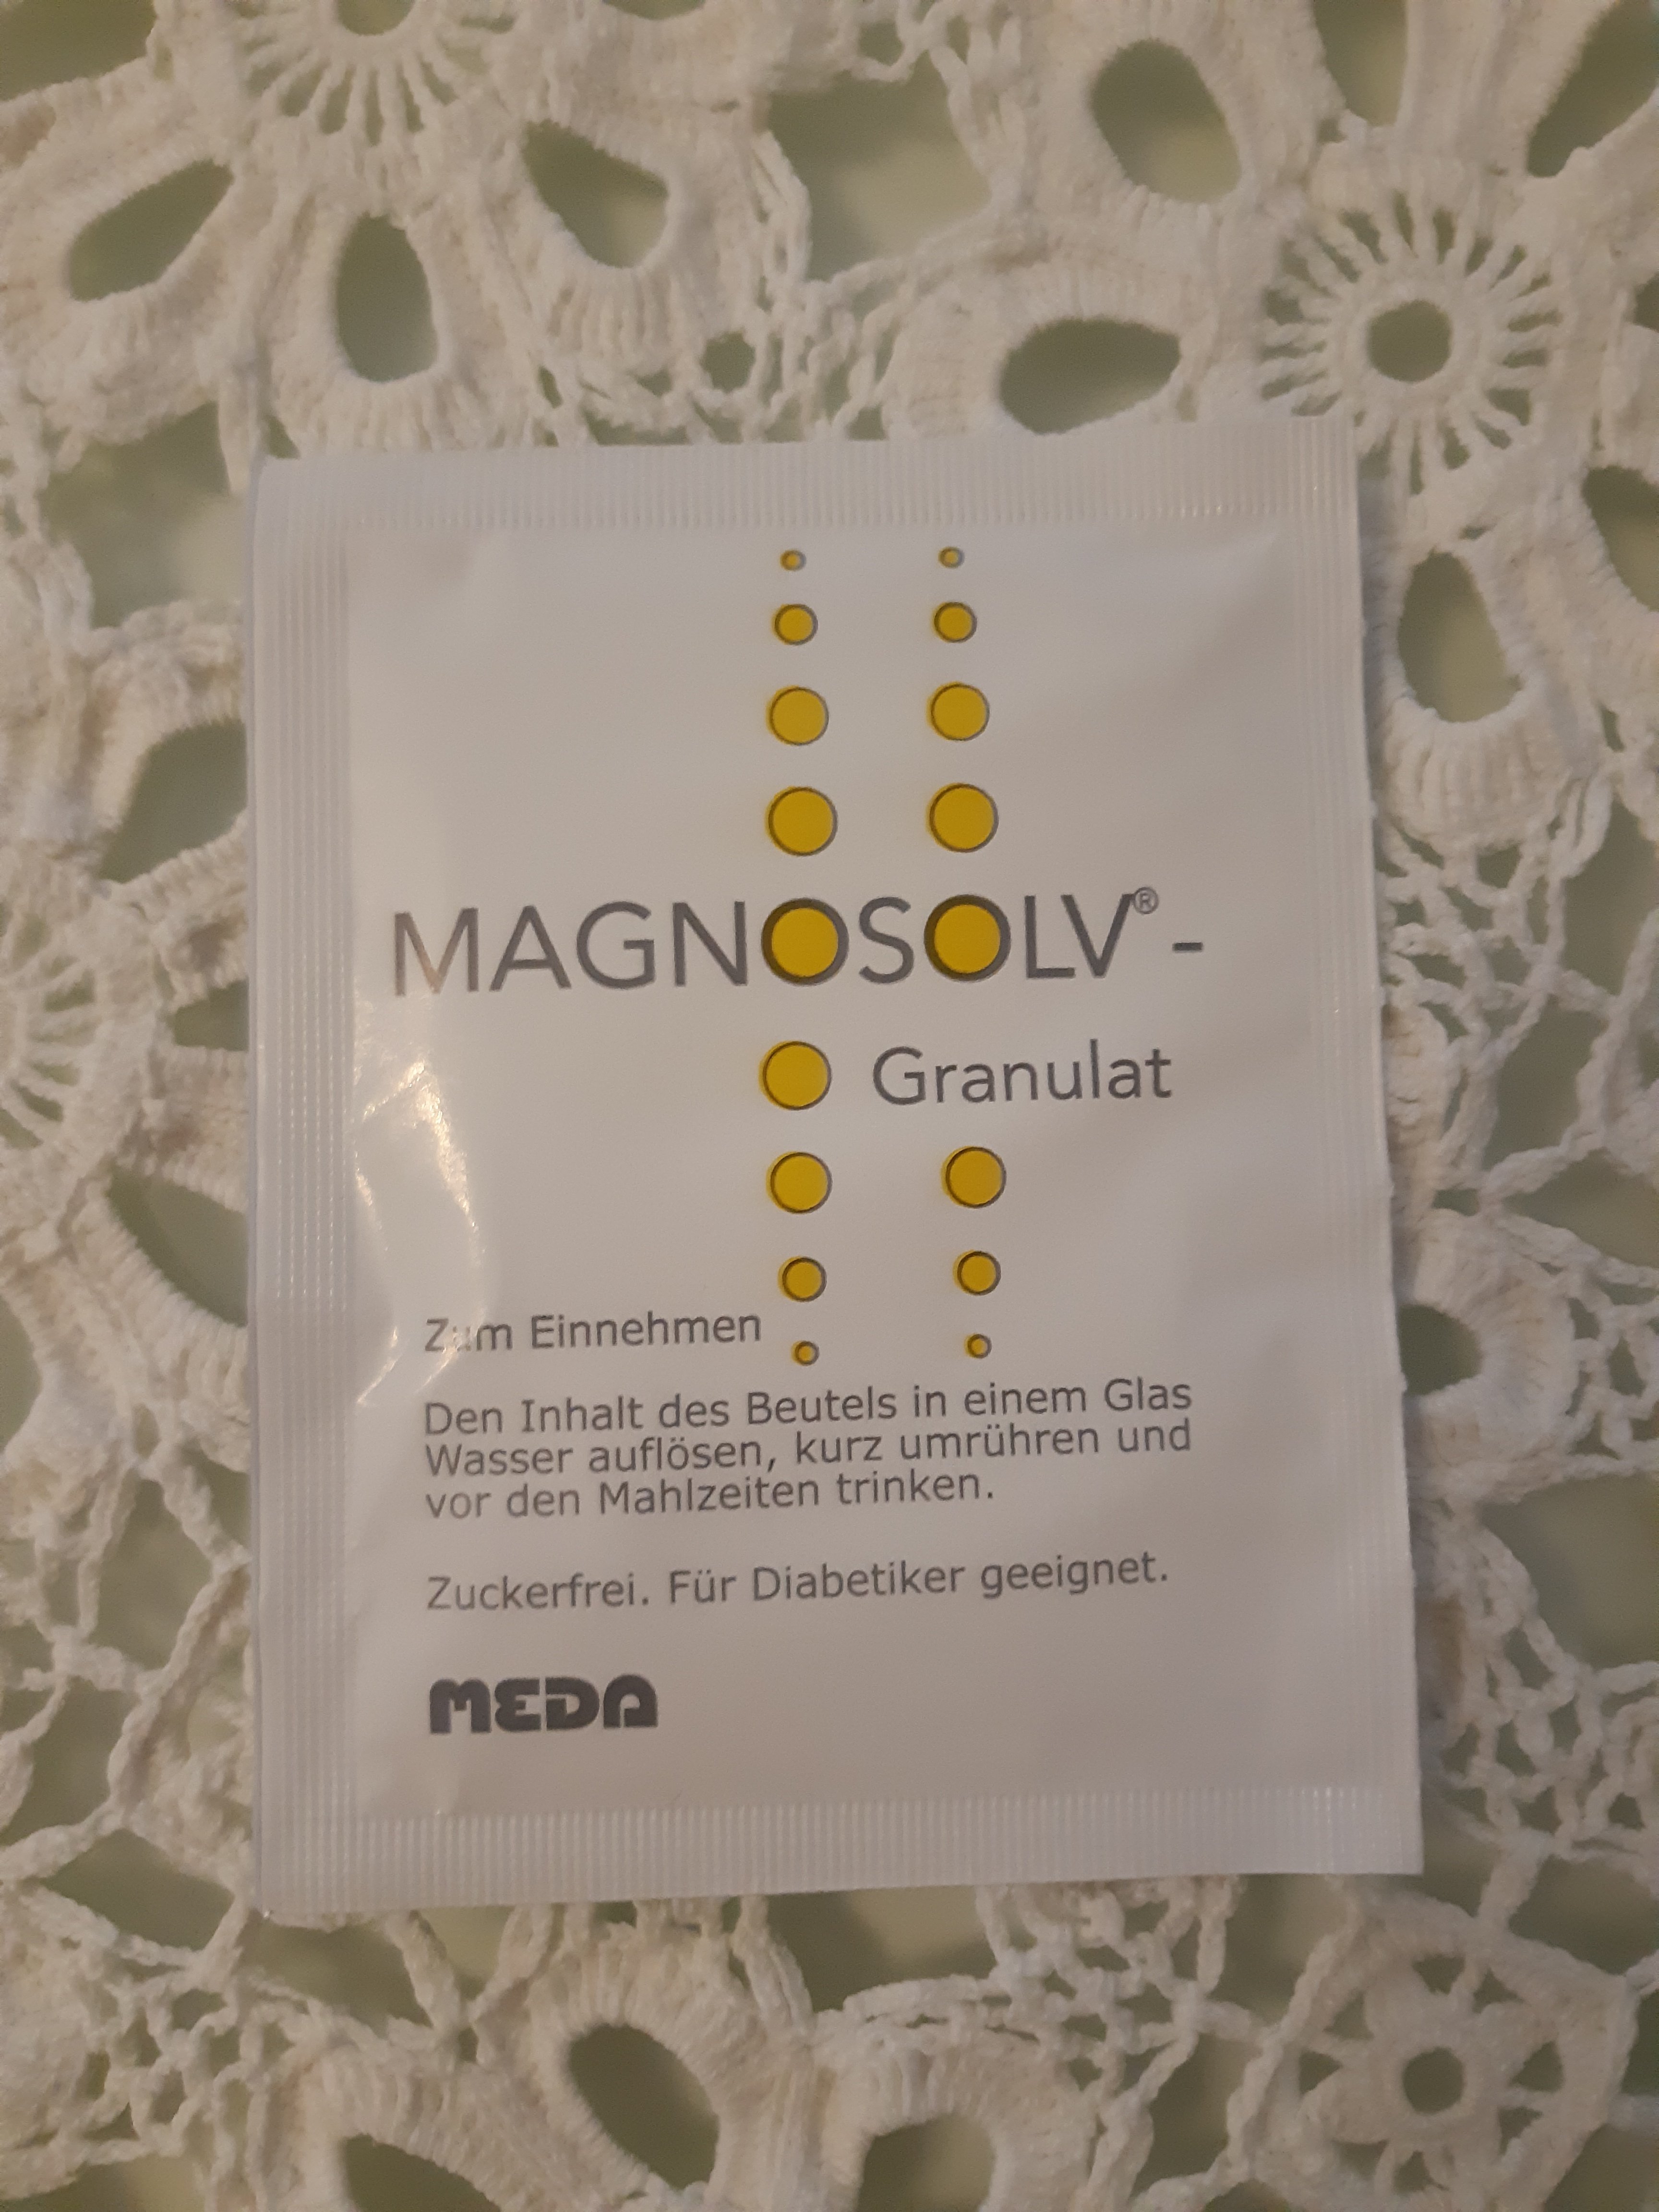 MAGNOSOLV® -
Granulat
Zum Einnehmen
Den Inhalt des Beutels in einem Glas
Wasser auflösen, kurz umrühren und
vor den Mahlzeiten trinken.
Zuckerfrei. Für Diabetiker geeignet.
MEDA